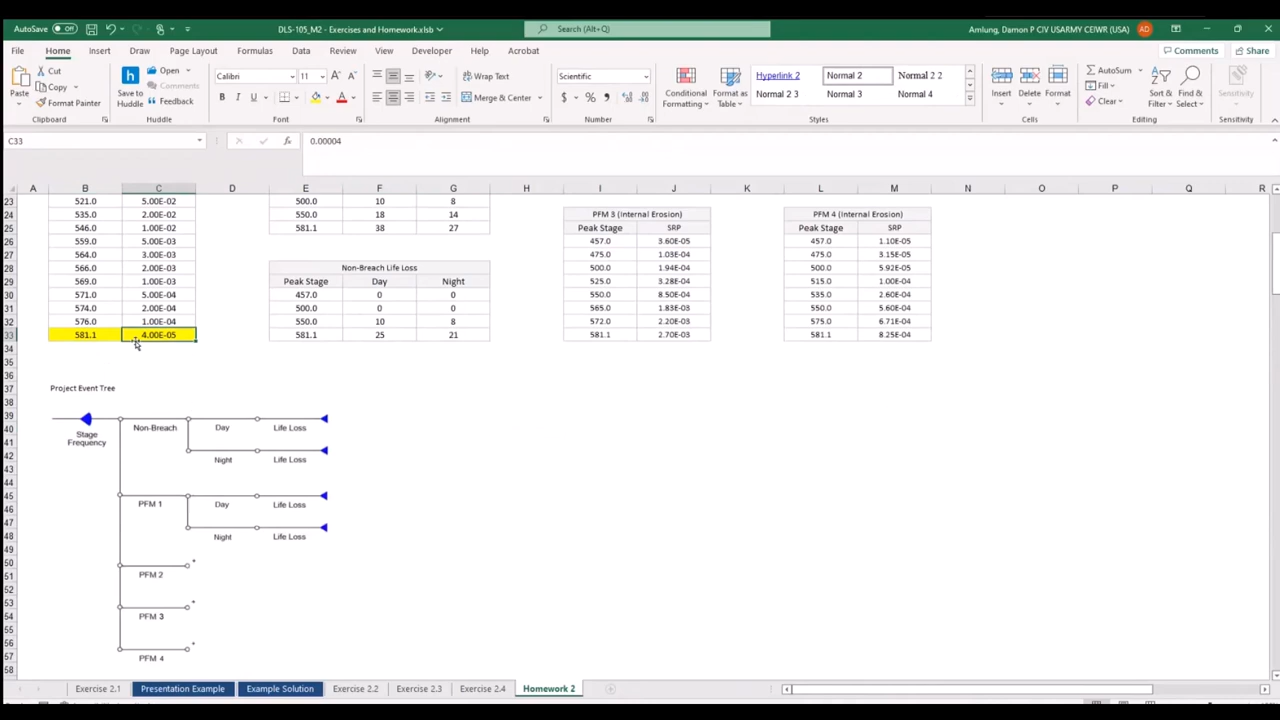 AutoSave Off DLS-105_M2 - Exercises and Homework.xlsb Search (Alt+Q) Amlung, Damon P CIV USARMY CEIWR (USA) AD
File Home Insert Draw Page Layout Formulas Data Review View Developer Help Acrobat Comments Share
Paste
Cut
Copy
Format Painter
Clipboard
Save to
Huddle
Open
Comments
Feedback
Huddle
Calibri 11
B I U
Font
Wrap Text
Merge & Center
Alignment
Scientific
$ % ,
Number
Conditional
Formatting
Format as
Table
Hyperlink 2 Normal 2 Normal 2 2
Normal 2 3 Normal 3 Normal 4
Styles
Insert Delete Format
Cells
AutoSum
Fill
Clear
Sort &
Filter
Find &
Select
Editing
Sensitivity
Sensitivity
C33 fx 0.00004
A B C D E F G H I J K L M N O P Q R
23 521.0 5.00E-02 500.0 10 8
24 535.0 2.00E-02 550.0 18 14 PFM 3 (Internal Erosion) PFM 4 (Internal Erosion)
25 546.0 1.00E-02 581.1 38 27 Peak Stage SRP Peak Stage SRP
26 559.0 5.00E-03 457.0 3.60E-05 457.0 1.10E-05
27 564.0 3.00E-03 475.0 1.03E-04 475.0 3.15E-05
28 566.0 2.00E-03 Non-Breach Life Loss 500.0 1.94E-04 500.0 5.92E-05
29 569.0 1.00E-03 Peak Stage Day Night 525.0 3.28E-04 515.0 1.00E-04
30 571.0 5.00E-04 457.0 0 0 550.0 8.50E-04 535.0 2.60E-04
31 574.0 2.00E-04 500.0 0 0 565.0 1.83E-03 550.0 5.60E-04
32 576.0 1.00E-04 550.0 10 8 572.0 2.20E-03 575.0 6.71E-04
33 581.1 4.00E-05 581.1 25 21 581.1 2.70E-03 581.1 8.25E-04
34
35
36
37 Project Event Tree
38
39
40 Stage Frequency Non-Breach Day Life Loss
41
42 Night Life Loss
43
44
45
46 PFM 1 Day Life Loss
47
48 Night Life Loss
49
50 *
51 PFM 2
52
53 *
54 PFM 3
55
56 *
57 PFM 4
58
Exercise 2.1 Presentation Example Example Solution Exercise 2.2 Exercise 2.3 Exercise 2.4 Homework 2